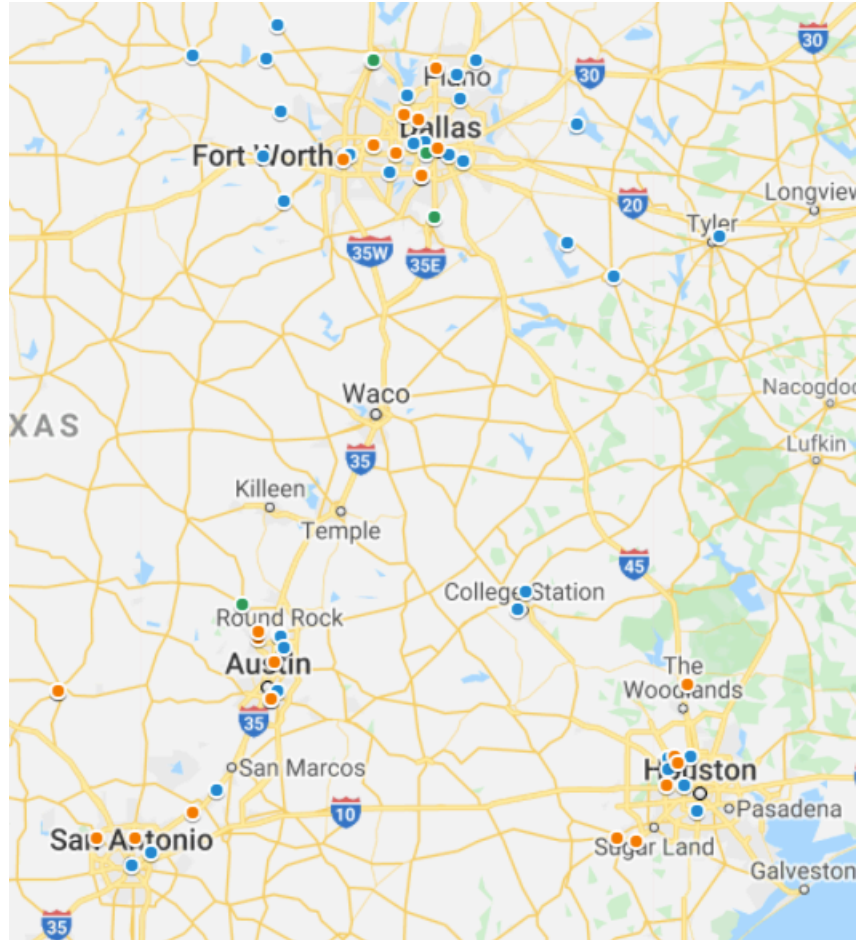 30
30
Plano
Dallas
Fort Worth
Longview
20
Tyler
35W
35E
Waco
Nacogdoc
XAS
Lufkin
35
Killeen
Temple
45
College Station
Round Rock
Austin
The
Woodlands
35
San Marcos
Houston
10
Pasadena
San Antonio
Sugar Land
Galveston
35